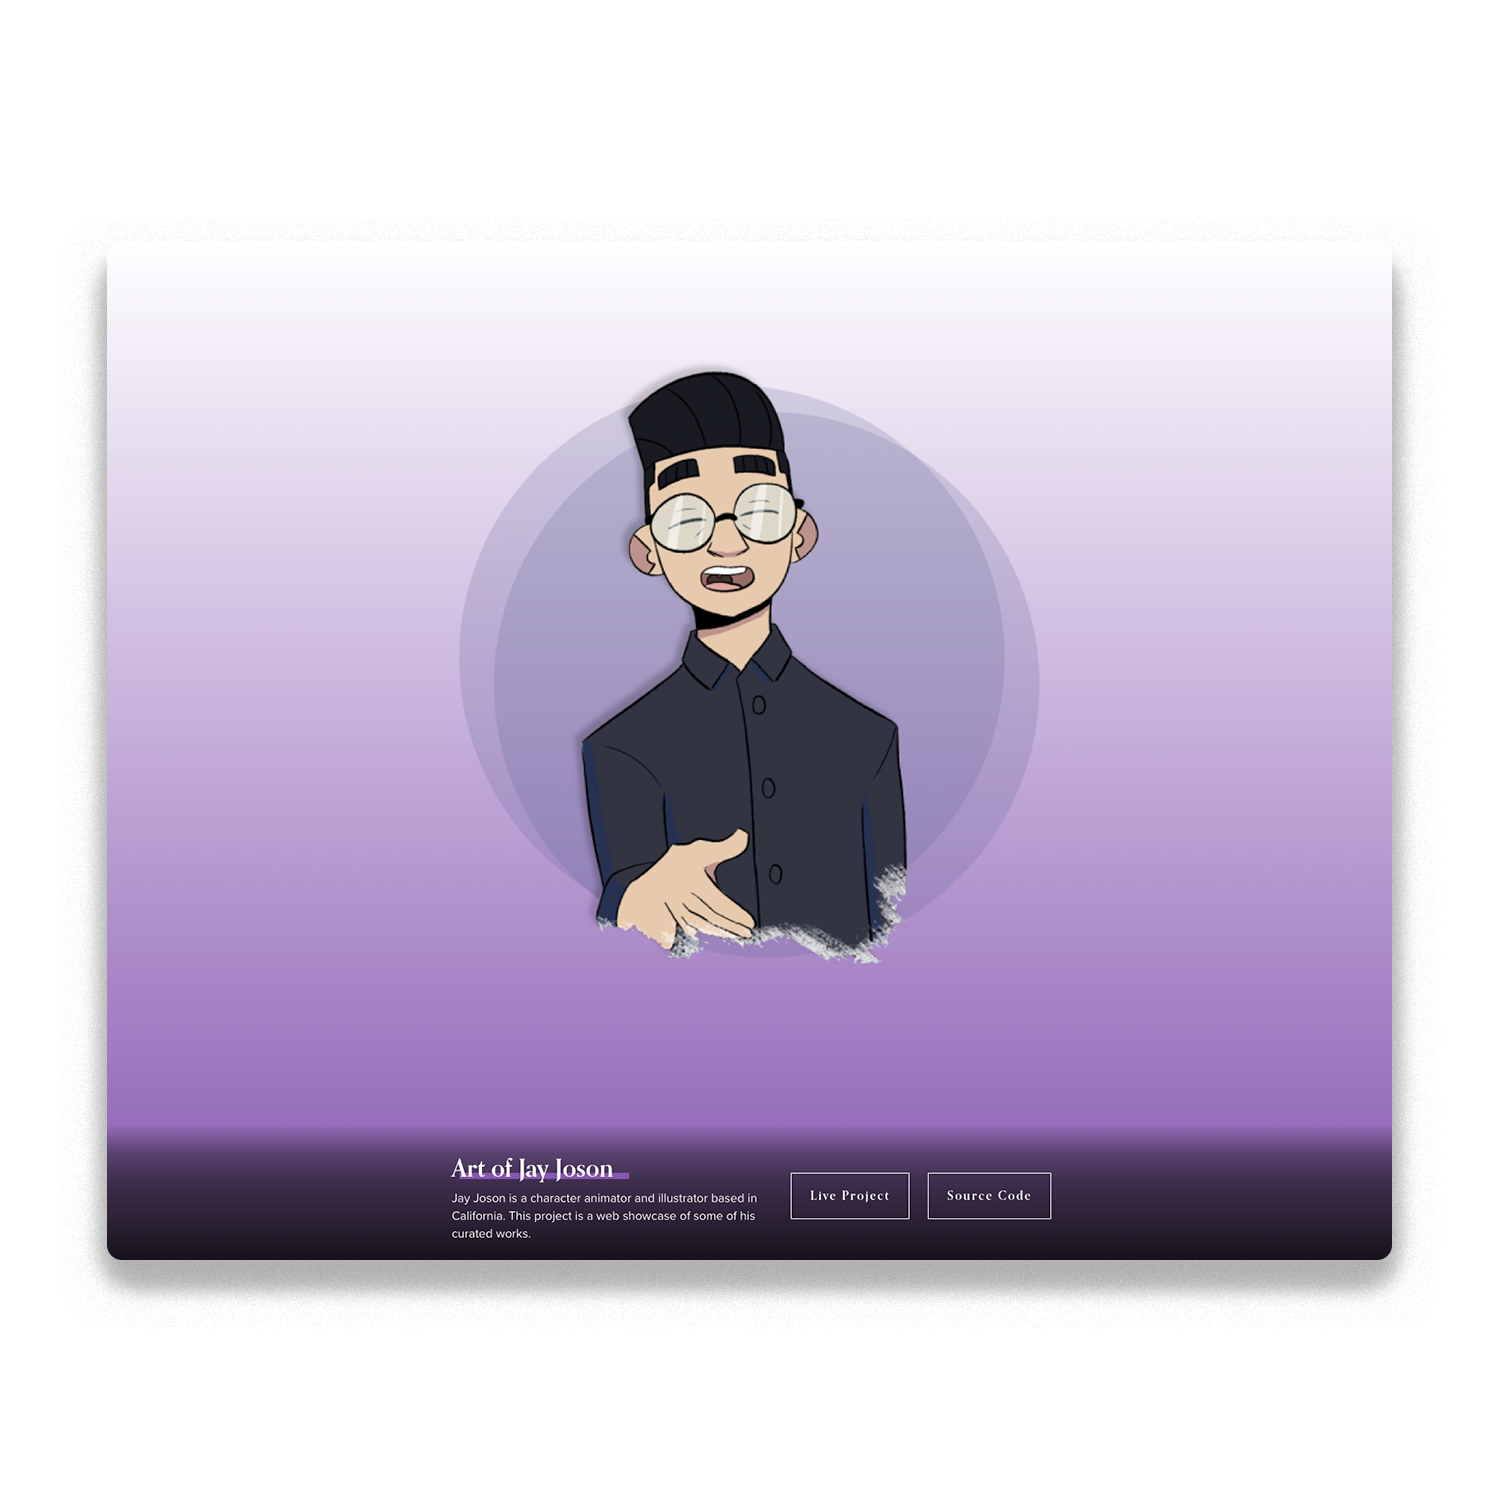 Art of Jay Joson
Jay Joson is a character animator and illustrator based in
California. This project is a web showcase of some of his
curated works.
Live Project
Source Code